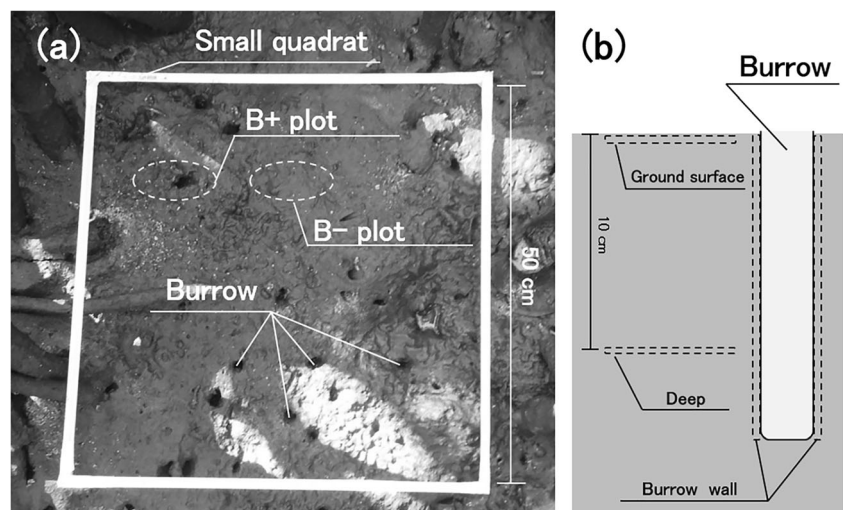 (a)
Small quadrat
B+ plot
B− plot
Burrow
50 cm
(b)
Burrow
Ground surface
10 cm
Deep
Burrow wall